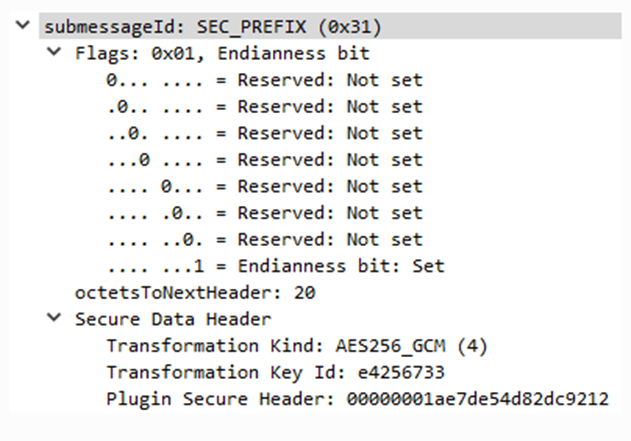 submessageId: SEC_PREFIX (0x31)
Flags: 0x01, Endianness bit
0... .... = Reserved: Not set
.0.. .... = Reserved: Not set
..0. .... = Reserved: Not set
...0 .... = Reserved: Not set
.... 0... = Reserved: Not set
.... .0.. = Reserved: Not set
.... ..0. = Reserved: Not set
.... ...1 = Endianness bit: Set
octetsToNextHeader: 20
Secure Data Header
Transformation Kind: AES256_GCM (4)
Transformation Key Id: e4256733
Plugin Secure Header: 00000001ae7de54d82dc9212